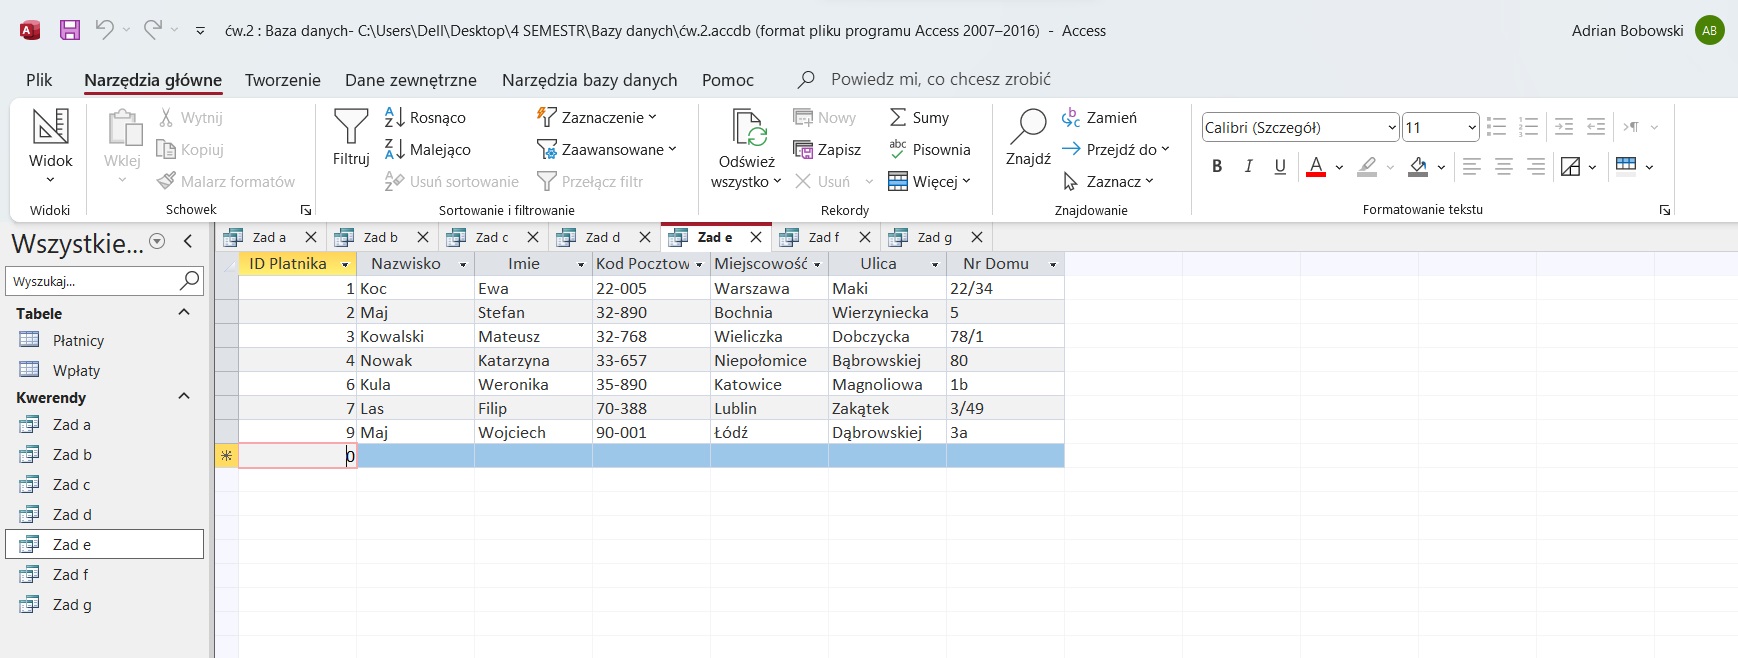 ćw.2 : Baza danych- C:\Users\Dell\Desktop\4 SEMESTR\Bazy danych\ćw.2.accdb (format pliku programu Access 2007–2016) - Access
Adrian Bobowski AB
Plik Narzędzia główne Tworzenie Dane zewnętrzne Narzędzia bazy danych Pomoc Powiedz mi, co chcesz zrobić
Widok
Widoki
Wklej
Wytnij
Kopiuj
Malarz formatów
Schowek
Filtruj
Rosnąco
Malejąco
Usuń sortowanie
Zaznaczenie
Zaawansowane
Przełącz filtr
Sortowanie i filtrowanie
Odśwież
wszystko
Nowy
Zapisz
Usuń
Sumy
Pisownia
Więcej
Rekordy
Znajdź
Zamień
Przejdź do
Zaznacz
Znajdowanie
Calibri (Szczegół) 11
B I U A
Formatowanie tekstu
Wszystkie...
Wyszukaj...
Tabele
Płatnicy
Wpłaty
Kwerendy
Zad a
Zad b
Zad c
Zad d
Zad e
Zad f
Zad g
Zad a Zad b Zad c Zad d Zad e Zad f Zad g
ID Platnika Nazwisko Imie Kod Pocztow Miejscowość Ulica Nr Domu
1 Koc Ewa 22-005 Warszawa Maki 22/34
2 Maj Stefan 32-890 Bochnia Wierzyniecka 5
3 Kowalski Mateusz 32-768 Wieliczka Dobczycka 78/1
4 Nowak Katarzyna 33-657 Niepołomice Bąbrowskiej 80
6 Kula Weronika 35-890 Katowice Magnoliowa 1b
7 Las Filip 70-388 Lublin Zakątek 3/49
9 Maj Wojciech 90-001 Łódź Dąbrowskiej 3a
0